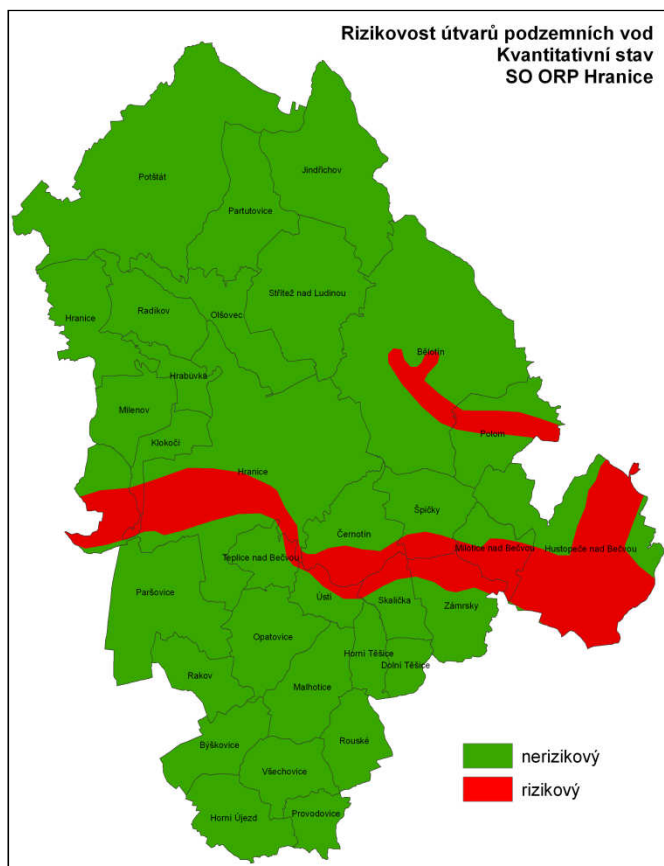 Rizikovost útvarů podzemních vod
Kvantitativní stav
SO ORP Hranice
Potštát
Jindřichov
Partutovice
Střítež nad Ludinou
Hranice
Radíkov
Olšovec
Bělotín
Hrabůvka
Milenov
Klokočí
Polom
Hranice
Špičky
Černotín
Milotice nad Bečvou
Hustopeče nad Bečvou
Teplice nad Bečvou
Paršovice
Ústí
Skalička
Zámrsky
Opatovice
Horní Těšice
Dolní Těšice
Rakov
Malhotice
Býškovice
Rouské
Všechovice
Horní Újezd
Provodovice
nerizikový
rizikový